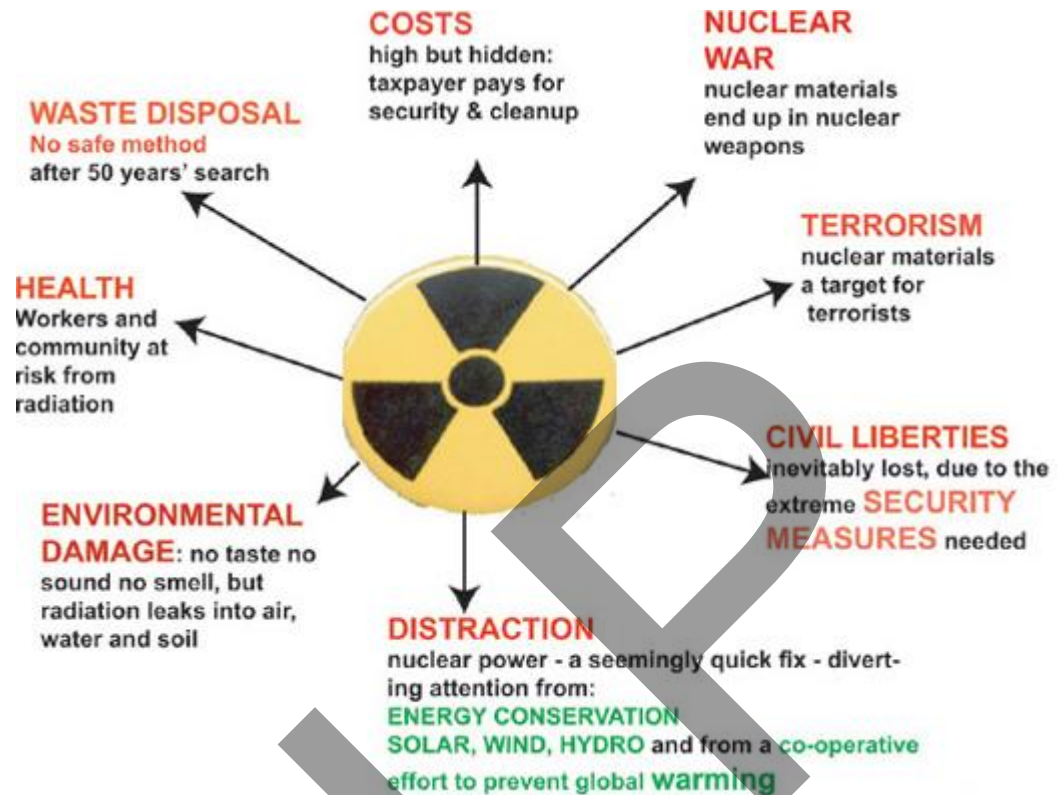 COSTS
high but hidden:
taxpayer pays for
security & cleanup
NUCLEAR
WAR
nuclear materials
end up in nuclear
weapons
WASTE DISPOSAL
No safe method
after 50 years' search
TERRORISM
nuclear materials
a target for
terrorists
HEALTH
Workers and
community at
risk from
radiation
CIVIL LIBERTIES
inevitably lost, due to the
extreme SECURITY
MEASURES needed
ENVIRONMENTAL
DAMAGE: no taste no
sound no smell, but
radiation leaks into air,
water and soil
DISTRACTION
nuclear power - a seemingly quick fix - divert-
ing attention from:
ENERGY CONSERVATION
SOLAR, WIND, HYDRO and from a co-operative
effort to prevent global warming